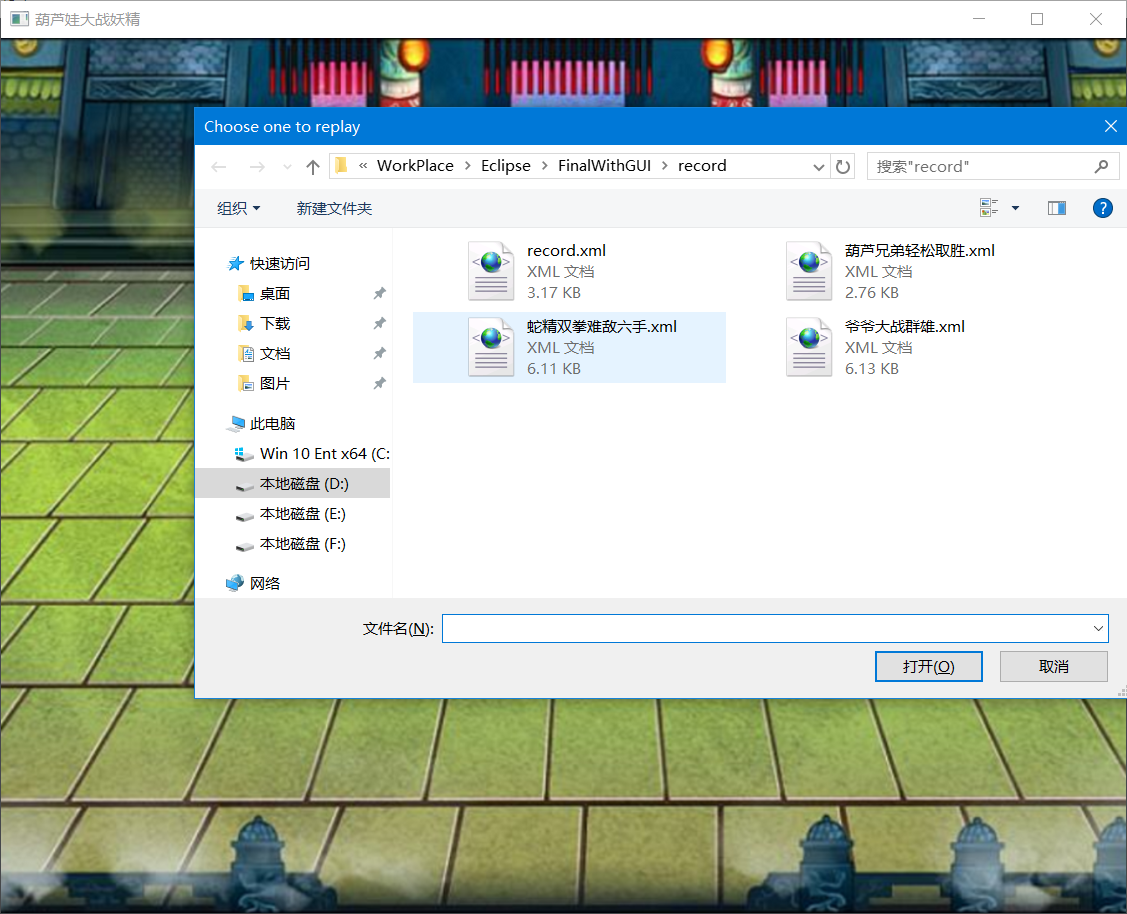 葫芦娃大战妖精
Choose one to replay
« WorkPlace > Eclipse > FinalWithGUI > record
搜索"record"
组织
新建文件夹
?
快速访问
桌面
下载
文档
图片
此电脑
Win 10 Ent x64 (C:
本地磁盘 (D:)
本地磁盘 (E:)
本地磁盘 (F:)
网络
record.xml
XML 文档
3.17 KB
葫芦兄弟轻松取胜.xml
XML 文档
2.76 KB
蛇精双拳难敌六手.xml
XML 文档
6.11 KB
爷爷大战群雄.xml
XML 文档
6.13 KB
文件名(N):
打开(O)
取消